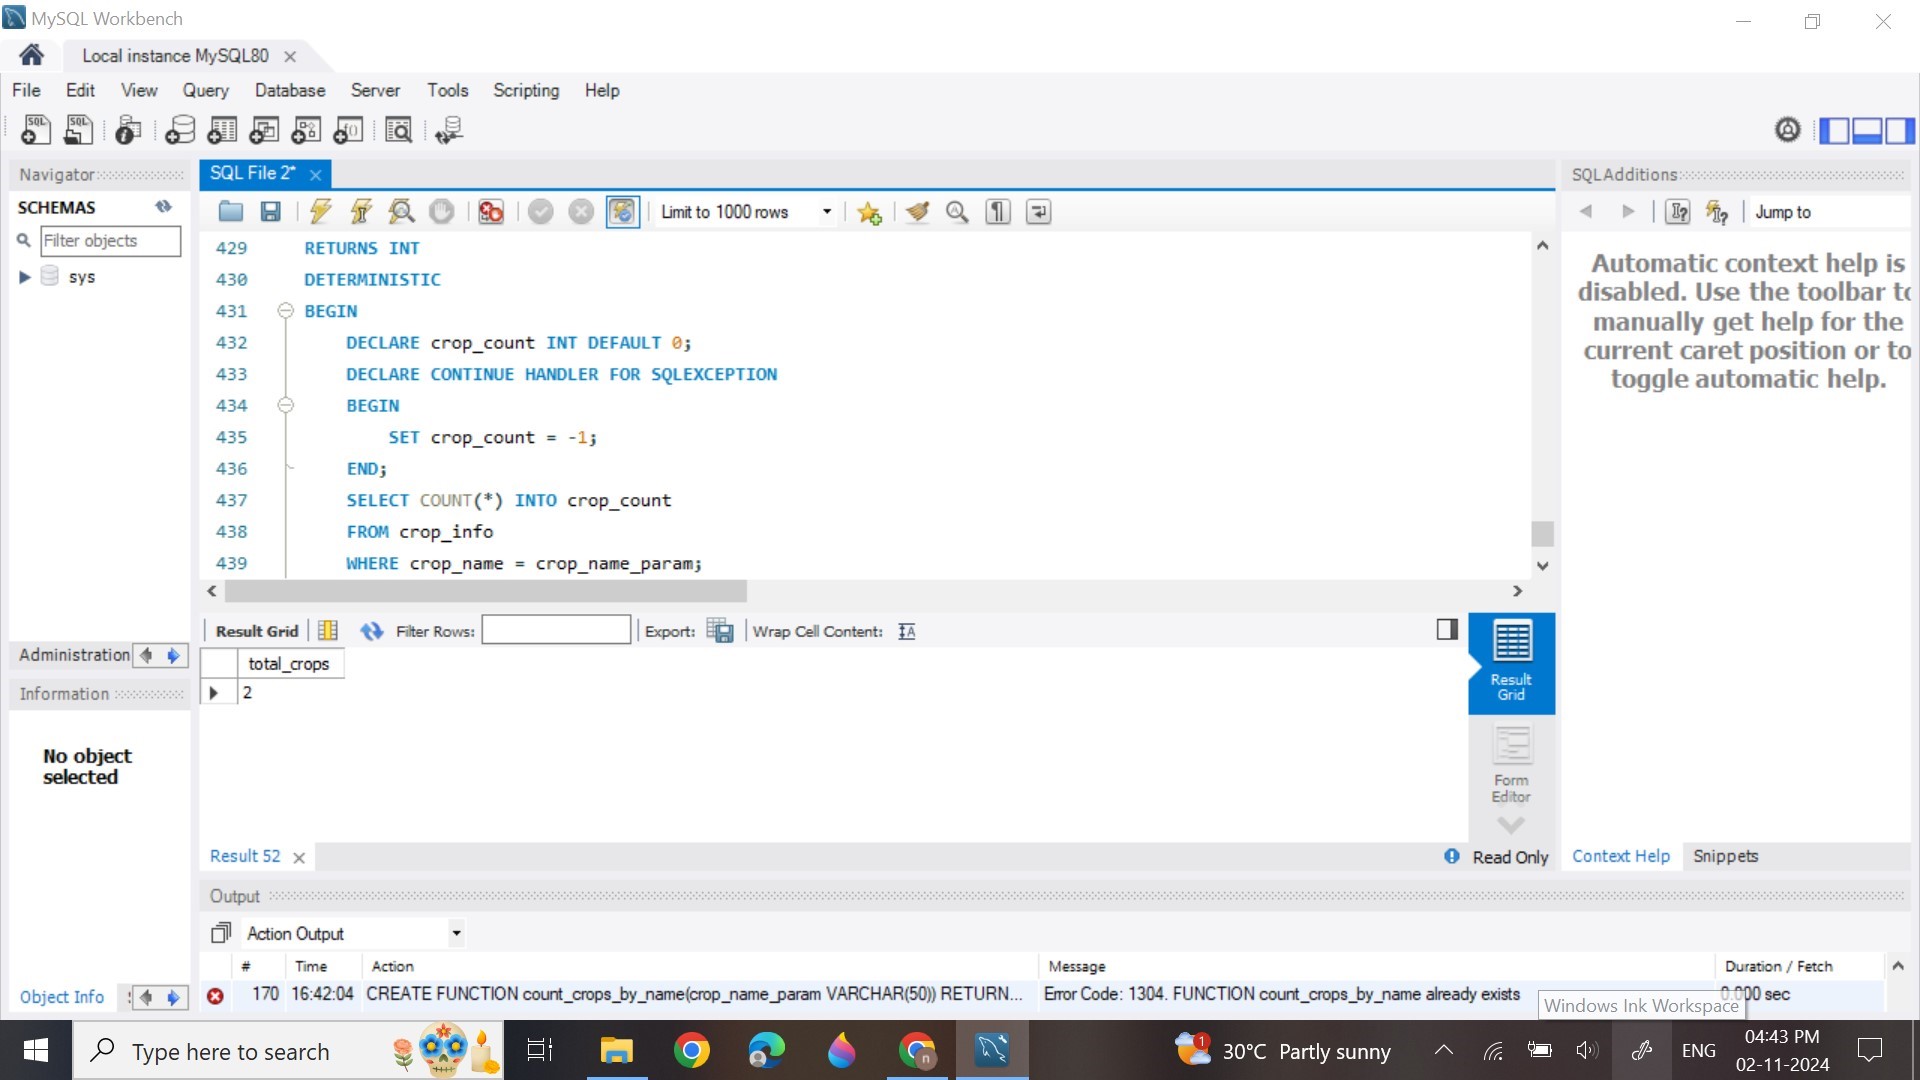 MySQL Workbench
Local instance MySQL80
File Edit View Query Database Server Tools Scripting Help
Navigator
SCHEMAS
Filter objects
sys
Administration
Information
No object
selected
Object Info
SQL File 2*
Limit to 1000 rows
429 RETURNS INT
430 DETERMINISTIC
431 BEGIN
432 DECLARE crop_count INT DEFAULT 0;
433 DECLARE CONTINUE HANDLER FOR SQLEXCEPTION
434 BEGIN
435 SET crop_count = -1;
436 END;
437 SELECT COUNT(*) INTO crop_count
438 FROM crop_info
439 WHERE crop_name = crop_name_param;
Result Grid Filter Rows: Export: Wrap Cell Content:
total_crops
2
Result
Grid
Form
Editor
Result 52
Read Only
SQLAdditions
Jump to
Automatic context help is
disabled. Use the toolbar to
manually get help for the
current caret position or to
toggle automatic help.
Context Help Snippets
Output
Action Output
# Time Action Message Duration / Fetch
170 16:42:04 CREATE FUNCTION count_crops_by_name(crop_name_param VARCHAR(50)) RETURN... Error Code: 1304. FUNCTION count_crops_by_name already exists 0.000 sec
Windows Ink Workspace
Type here to search
1
30°C Partly sunny
ENG
04:43 PM
02-11-2024